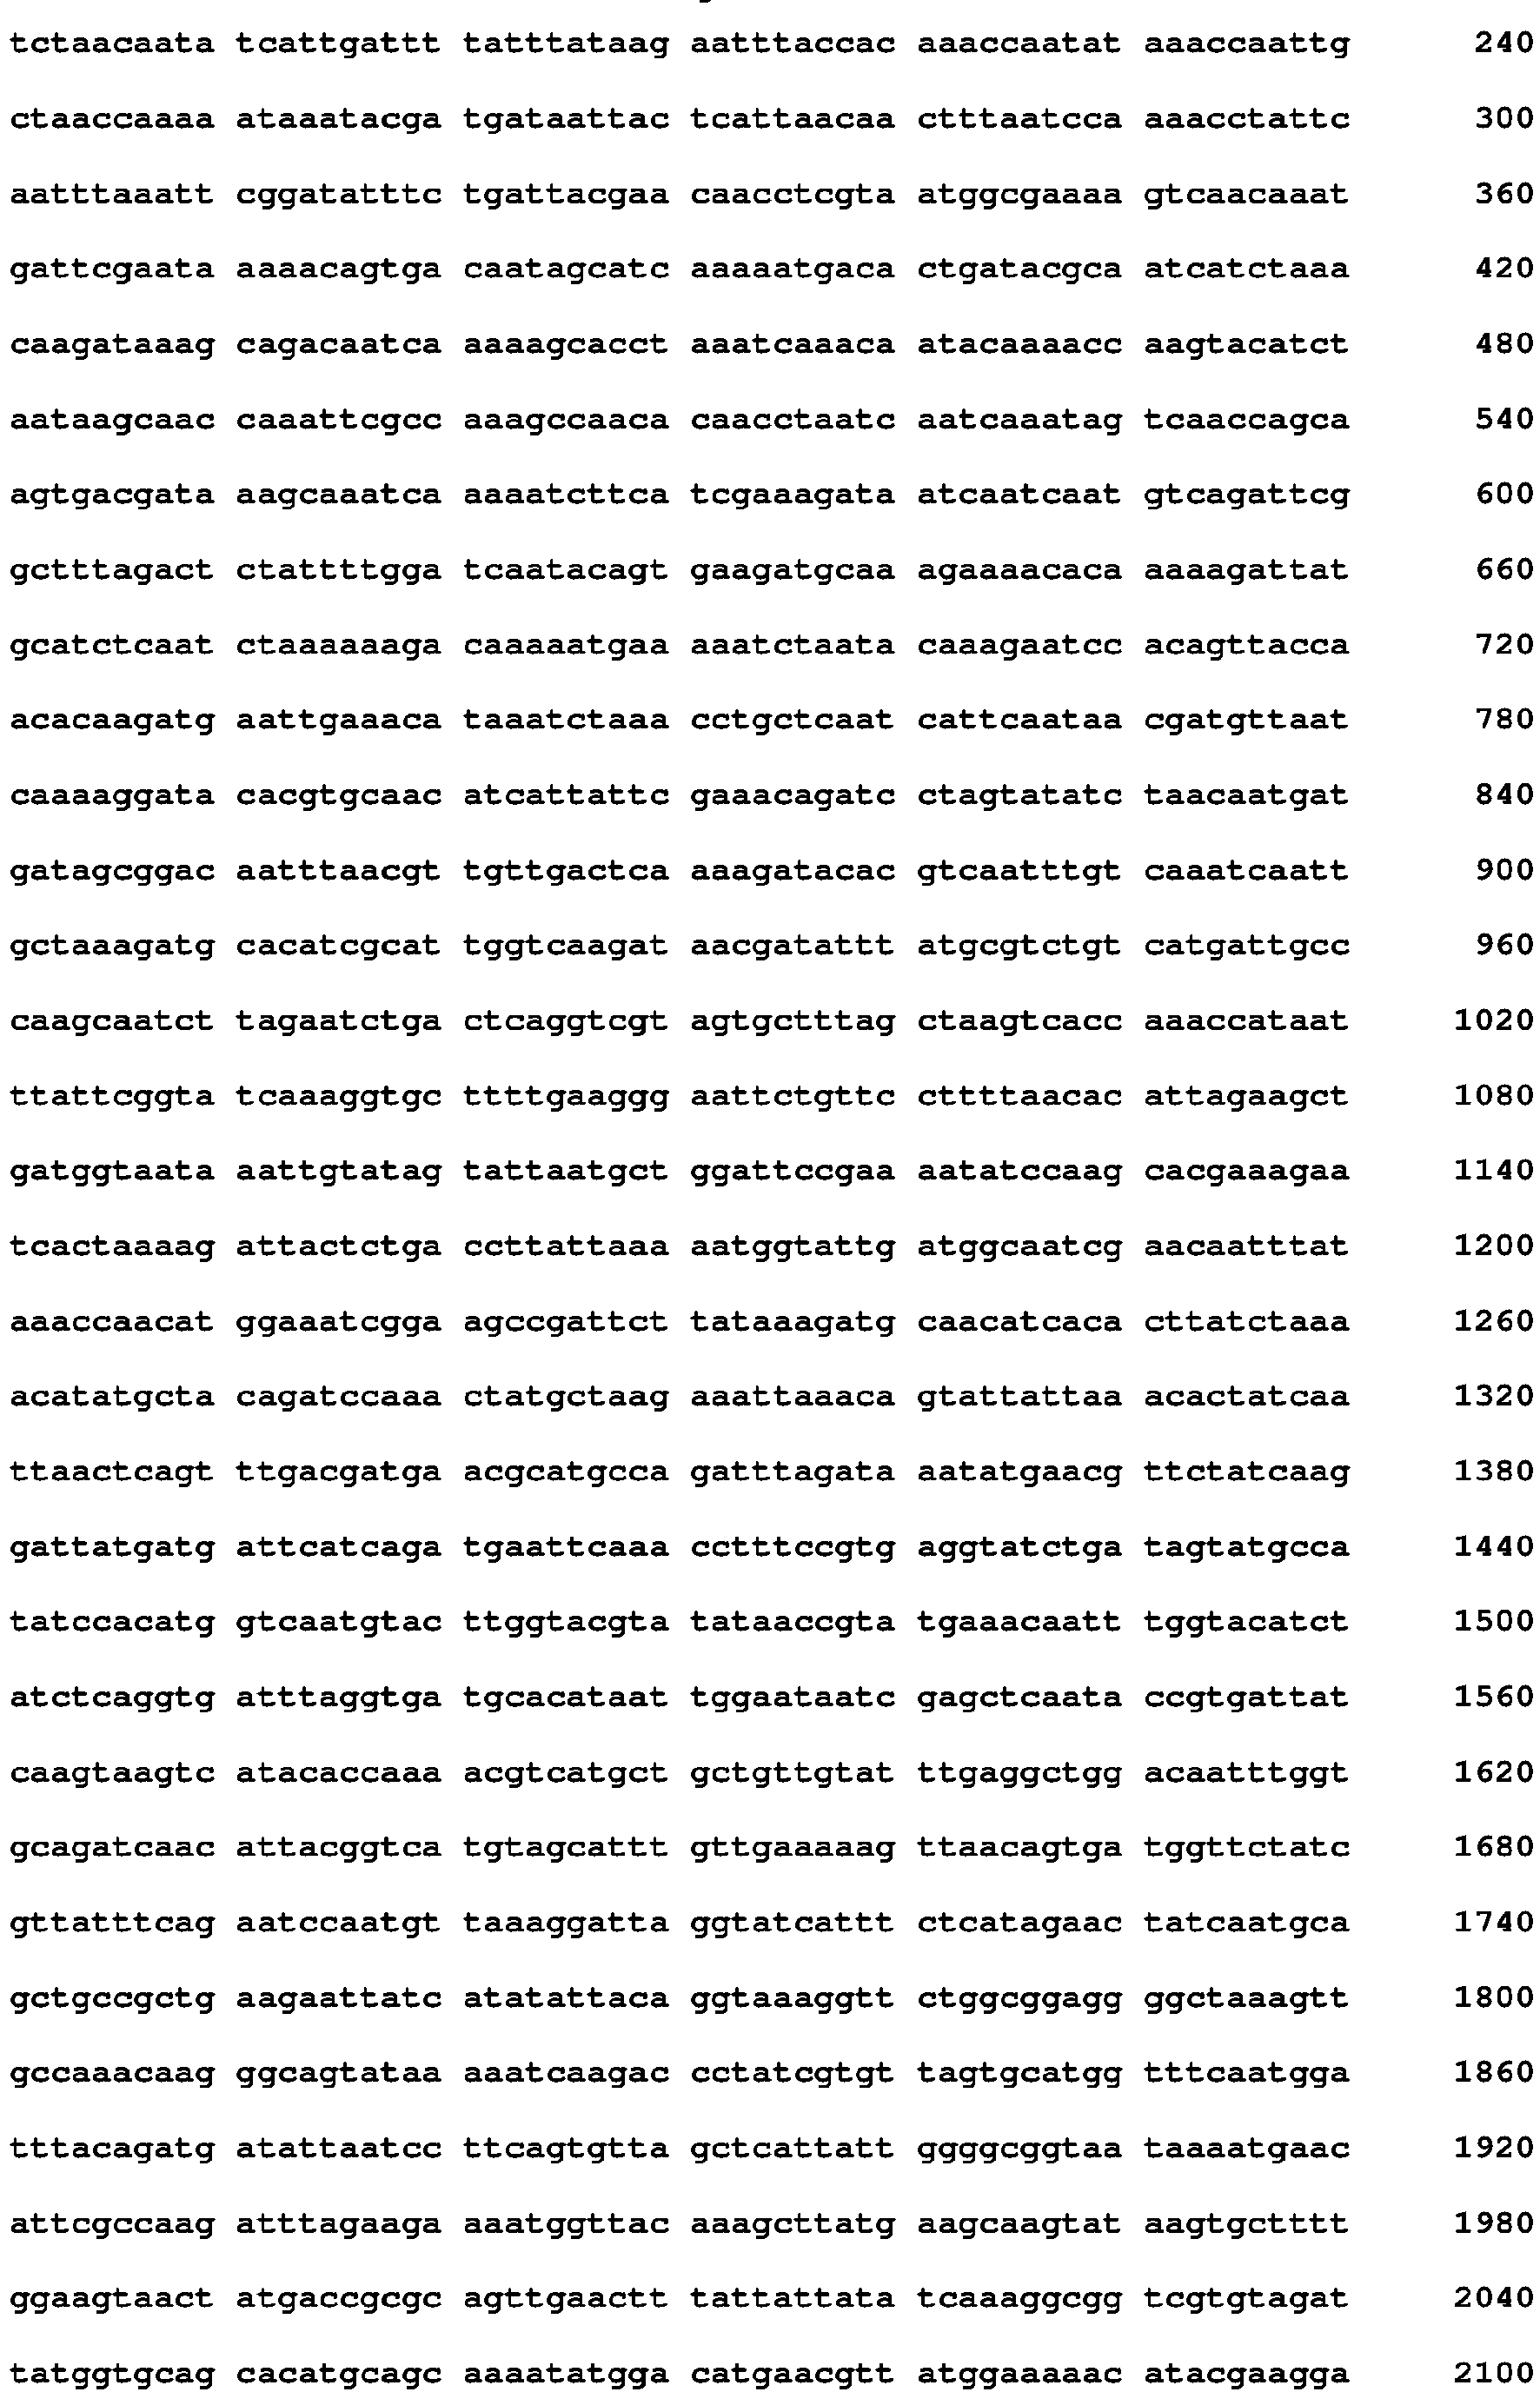 tctaacaata tcattgattt tatttataag aatttaccac aaaccaatat aaaccaattg 240
ctaaccaaaa ataaatacga tgataattac tcattaacaa ctttaatcca aaacctattc 300
aatttaaatt cggatatttc tgattacgaa caacctcgta atggcgaaaa gtcaacaaat 360
gattcgaata aaaacagtga caatagcatc aaaaatgaca ctgatacgca atcatctaaa 420
caagataaag cagacaatca aaaagcacct aaatcaaaca atacaaaacc aagtacatct 480
aataagcaac caaattcgcc aaagccaaca caacctaatc aatcaaatag tcaaccagca 540
agtgacgata aagcaaatca aaaatcttca tcgaaagata atcaatcaat gtcagattcg 600
gctttagact ctattttgga tcaatacagt gaagatgcaa agaaaacaca aaaagattat 660
gcatctcaat ctaaaaaaga caaaaatgaa aaatctaata caaagaatcc acagttacca 720
acacaagatg aattgaaaca taaatctaaa cctgctcaat cattcaataa cgatgttaat 780
caaaaggata cacgtgcaac atcattattc gaaacagatc ctagtatatc taacaatgat 840
gatagcggac aatttaacgt tgttgactca aaagatacac gtcaatttgt caaatcaatt 900
gctaaagatg cacatcgcat tggtcaagat aacgatattt atgcgtctgt catgattgcc 960
caagcaatct tagaatctga ctcaggtcgt agtgctttag ctaagtcacc aaaccataat 1020
ttattcggta tcaaaggtgc ttttgaaggg aattctgttc cttttaacac attagaagct 1080
gatggtaata aattgtatag tattaatgct ggattccgaa aatatccaag cacgaaagaa 1140
tcactaaaag attactctga ccttattaaa aatggtattg atggcaatcg aacaatttat 1200
aaaccaacat ggaaatcgga agccgattct tataaagatg caacatcaca cttatctaaa 1260
acatatgcta cagatccaaa ctatgctaag aaattaaaca gtattattaa acactatcaa 1320
ttaactcagt ttgacgatga acgcatgcca gatttagata aatatgaacg ttctatcaag 1380
gattatgatg attcatcaga tgaattcaaa cctttccgtg aggtatctga tagtatgcca 1440
tatccacatg gtcaatgtac ttggtacgta tataaccgta tgaaacaatt tggtacatct 1500
atctcaggtg atttaggtga tgcacataat tggaataatc gagctcaata ccgtgattat 1560
caagtaagtc atacaccaaa acgtcatgct gctgttgtat ttgaggctgg acaatttggt 1620
gcagatcaac attacggtca tgtagcattt gttgaaaaag ttaacagtga tggttctatc 1680
gttatttcag aatccaatgt taaaggatta ggtatcattt ctcatagaac tatcaatgca 1740
gctgccgctg aagaattatc atatattaca ggtaaaggtt ctggcggagg ggctaaagtt 1800
gccaaacaag ggcagtataa aaatcaagac cctatcgtgt tagtgcatgg tttcaatgga 1860
tttacagatg atattaatcc ttcagtgtta gctcattatt ggggcggtaa taaaatgaac 1920
attcgccaag atttagaaga aaatggttac aaagcttatg aagcaagtat aagtgctttt 1980
ggaagtaact atgaccgcgc agttgaactt tattattata tcaaaggcgg tcgtgtagat 2040
tatggtgcag cacatgcagc aaaatatgga catgaacgtt atggaaaaac atacgaagga 2100